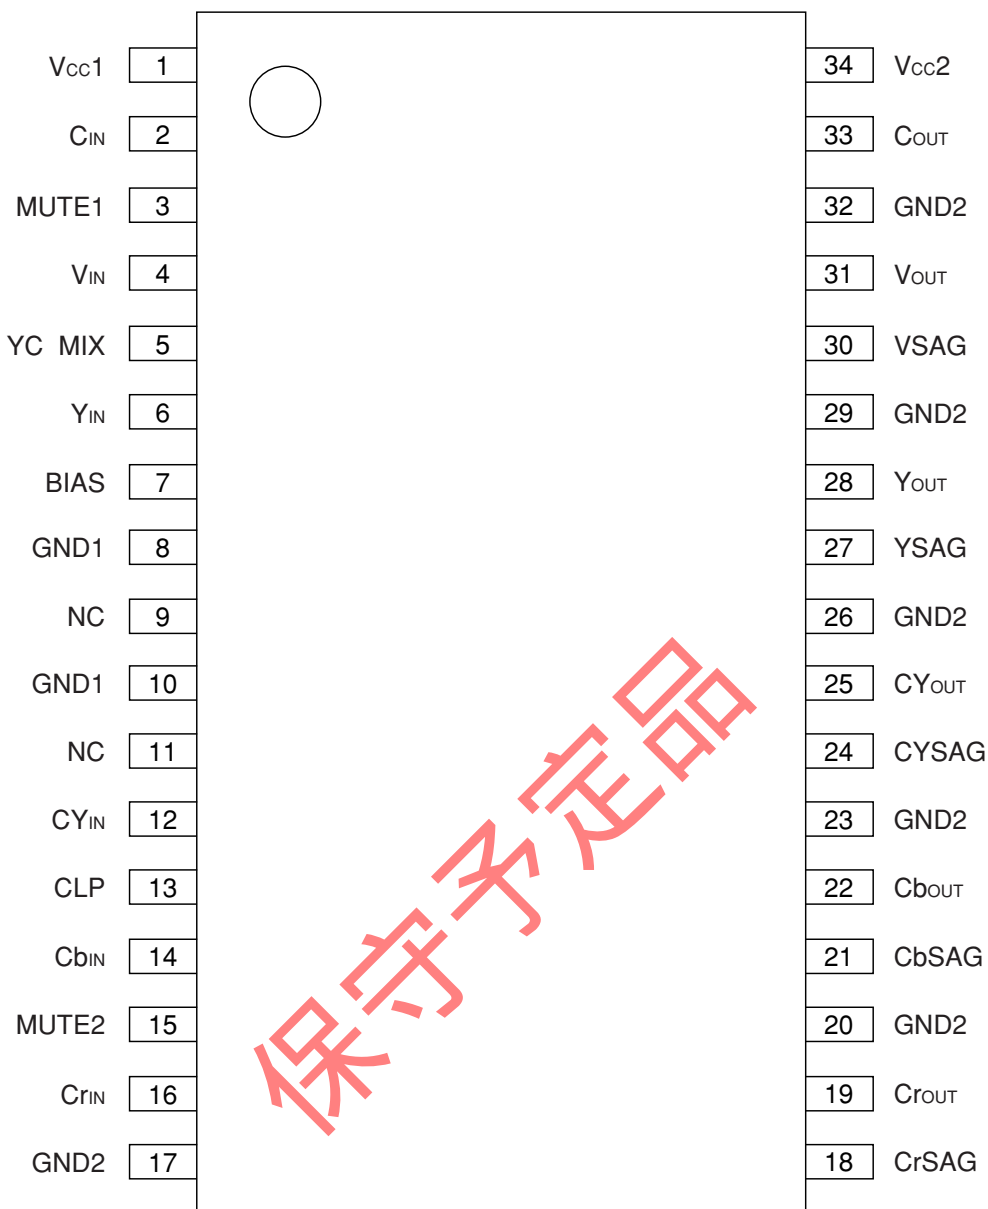 Vcc1 1 34 Vcc2
CIN 2 33 COUT
MUTE1 3 32 GND2
VIN 4 31 VOUT
YC MIX 5 30 VSAG
YIN 6 29 GND2
BIAS 7 28 YOUT
GND1 8 27 YSAG
NC 9 26 GND2
GND1 10 25 CYOUT
NC 11 24 CYSAG
CYIN 12 23 GND2
CLP 13 22 CbOUT
CbIN 14 21 CbSAG
MUTE2 15 20 GND2
CrIN 16 19 CrOUT
GND2 17 18 CrSAG
保守予定品